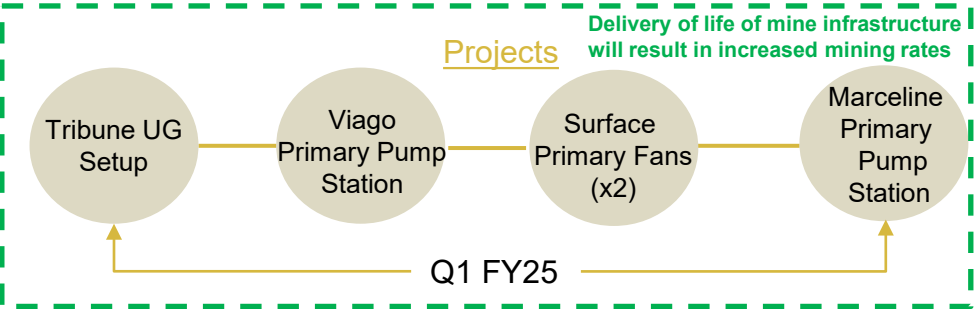 Delivery of life of mine infrastructure
will result in increased mining rates
Projects
Tribune UG
Setup
Viago
Primary Pump
Station
Surface
Primary Fans
(x2)
Marceline
Primary
Pump
Station
Q1 FY25